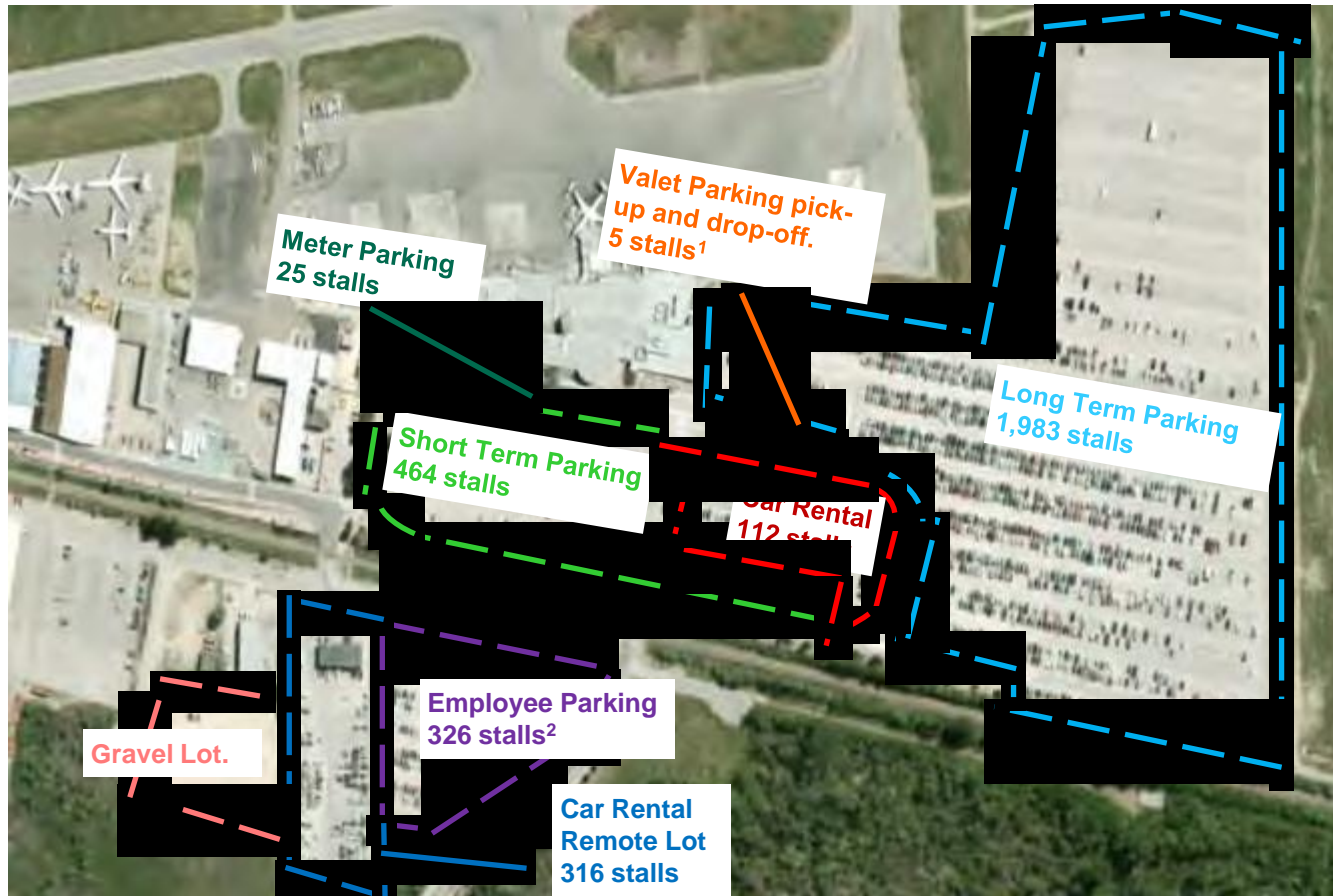 Valet Parking pick-
up and drop-off.
5 stalls¹
Meter Parking
25 stalls
Long Term Parking
1,983 stalls
Short Term Parking
464 stalls
Car Rental
112
Employee Parking
326 stalls²
Gravel Lot.
Car Rental
Remote Lot
316 stalls